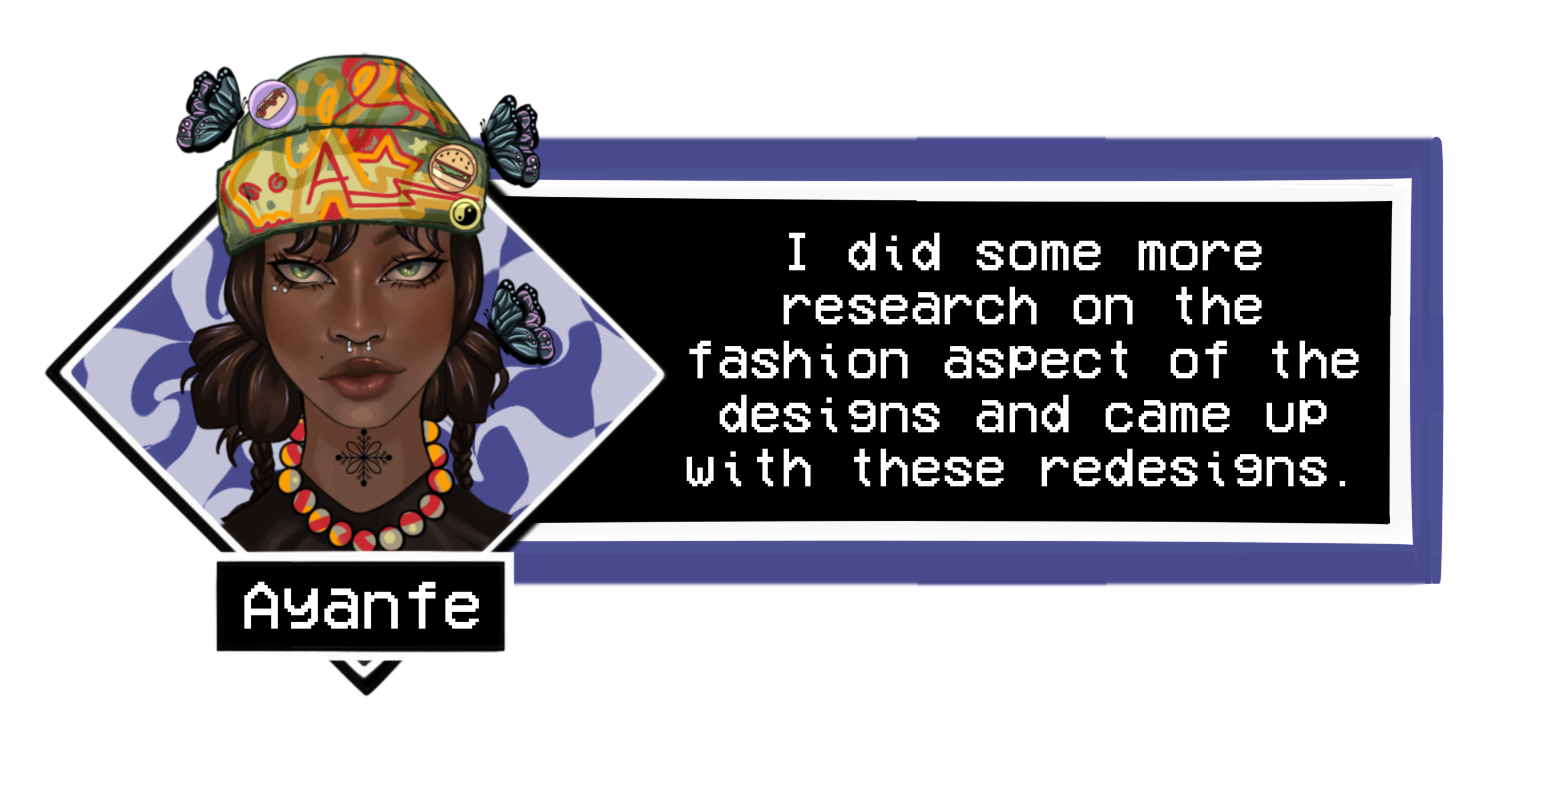 A
I did some more
research on the
fashion aspect of the
designs and came up
with these redesigns.
Ayanfe